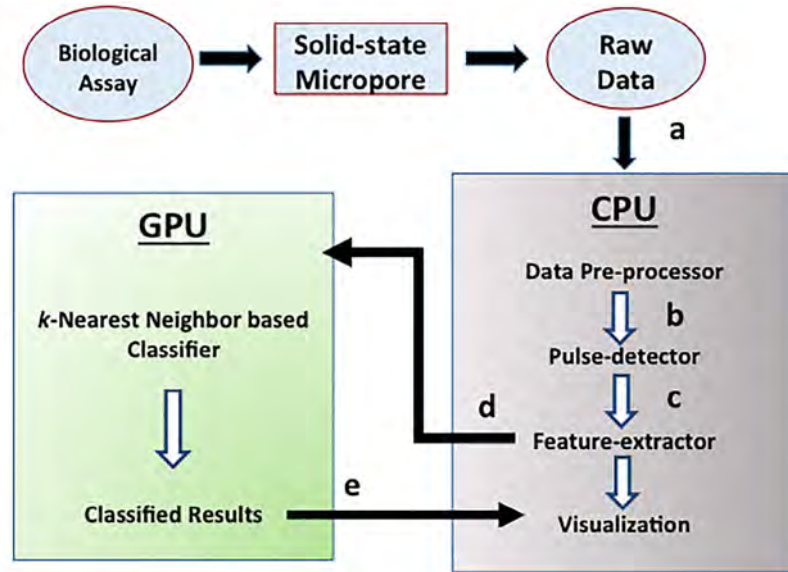 Biological
Assay
Solid-state
Micropore
Raw
Data
a
GPU
k-Nearest Neighbor based
Classifier
Classified Results
CPU
Data Pre-processor
b
Pulse-detector
c
d
Feature-extractor
e
Visualization